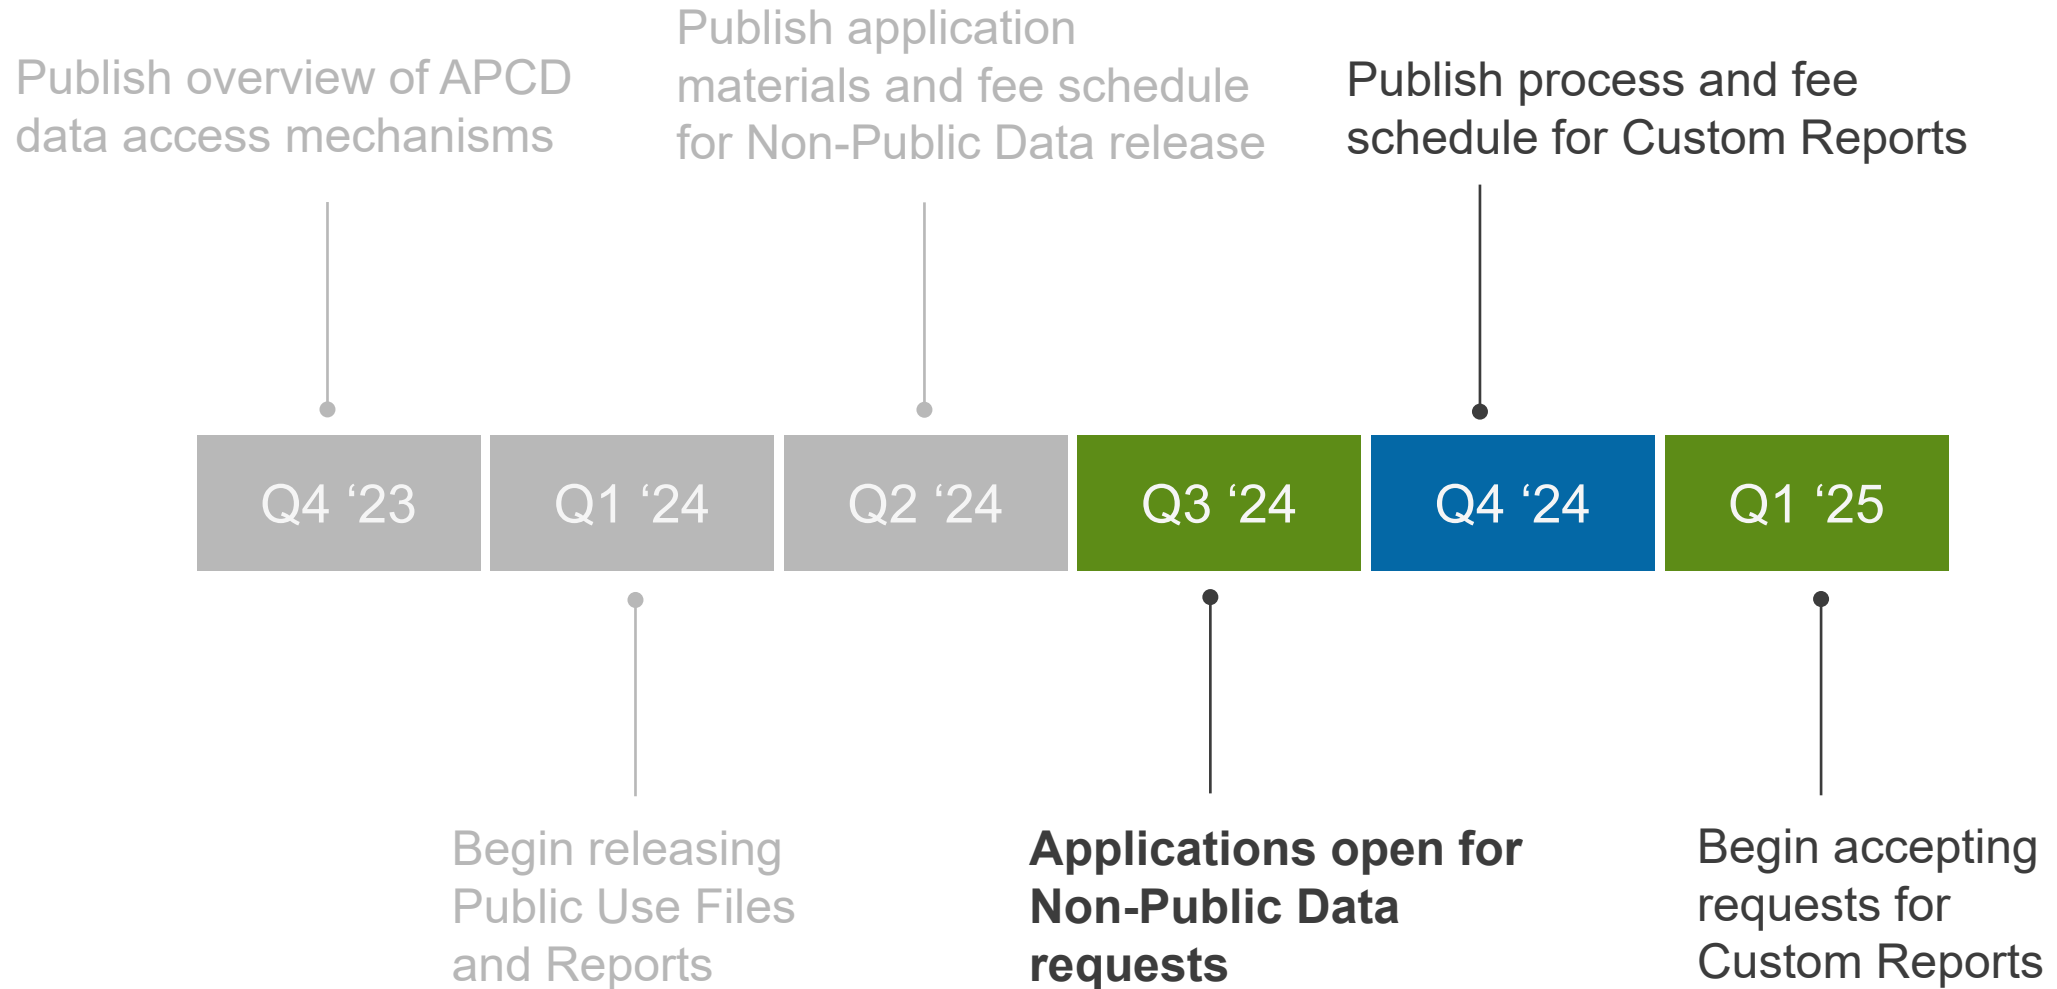 Publish overview of APCD
data access mechanisms
Publish application
materials and fee schedule
for Non-Public Data release
Publish process and fee
schedule for Custom Reports
Q4 ‘23
Q1 ‘24
Q2 ‘24
Q3 ‘24
Q4 ‘24
Q1 ‘25
Begin releasing
Public Use Files
and Reports
Applications open for
Non-Public Data
requests
Begin accepting
requests for
Custom Reports